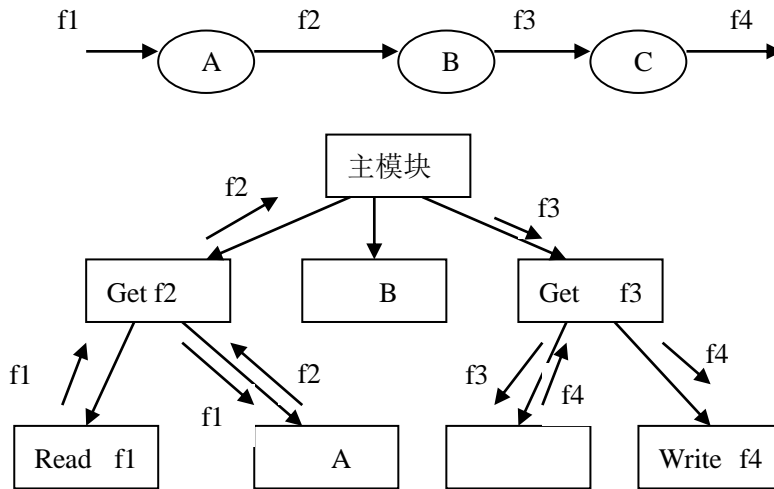 f1 f2 f3 f4
A B C
主模块
f2 f3
Get f2 B Get f3
f1 f2 f3 f4
f1 f4
Read f1 A Write f4